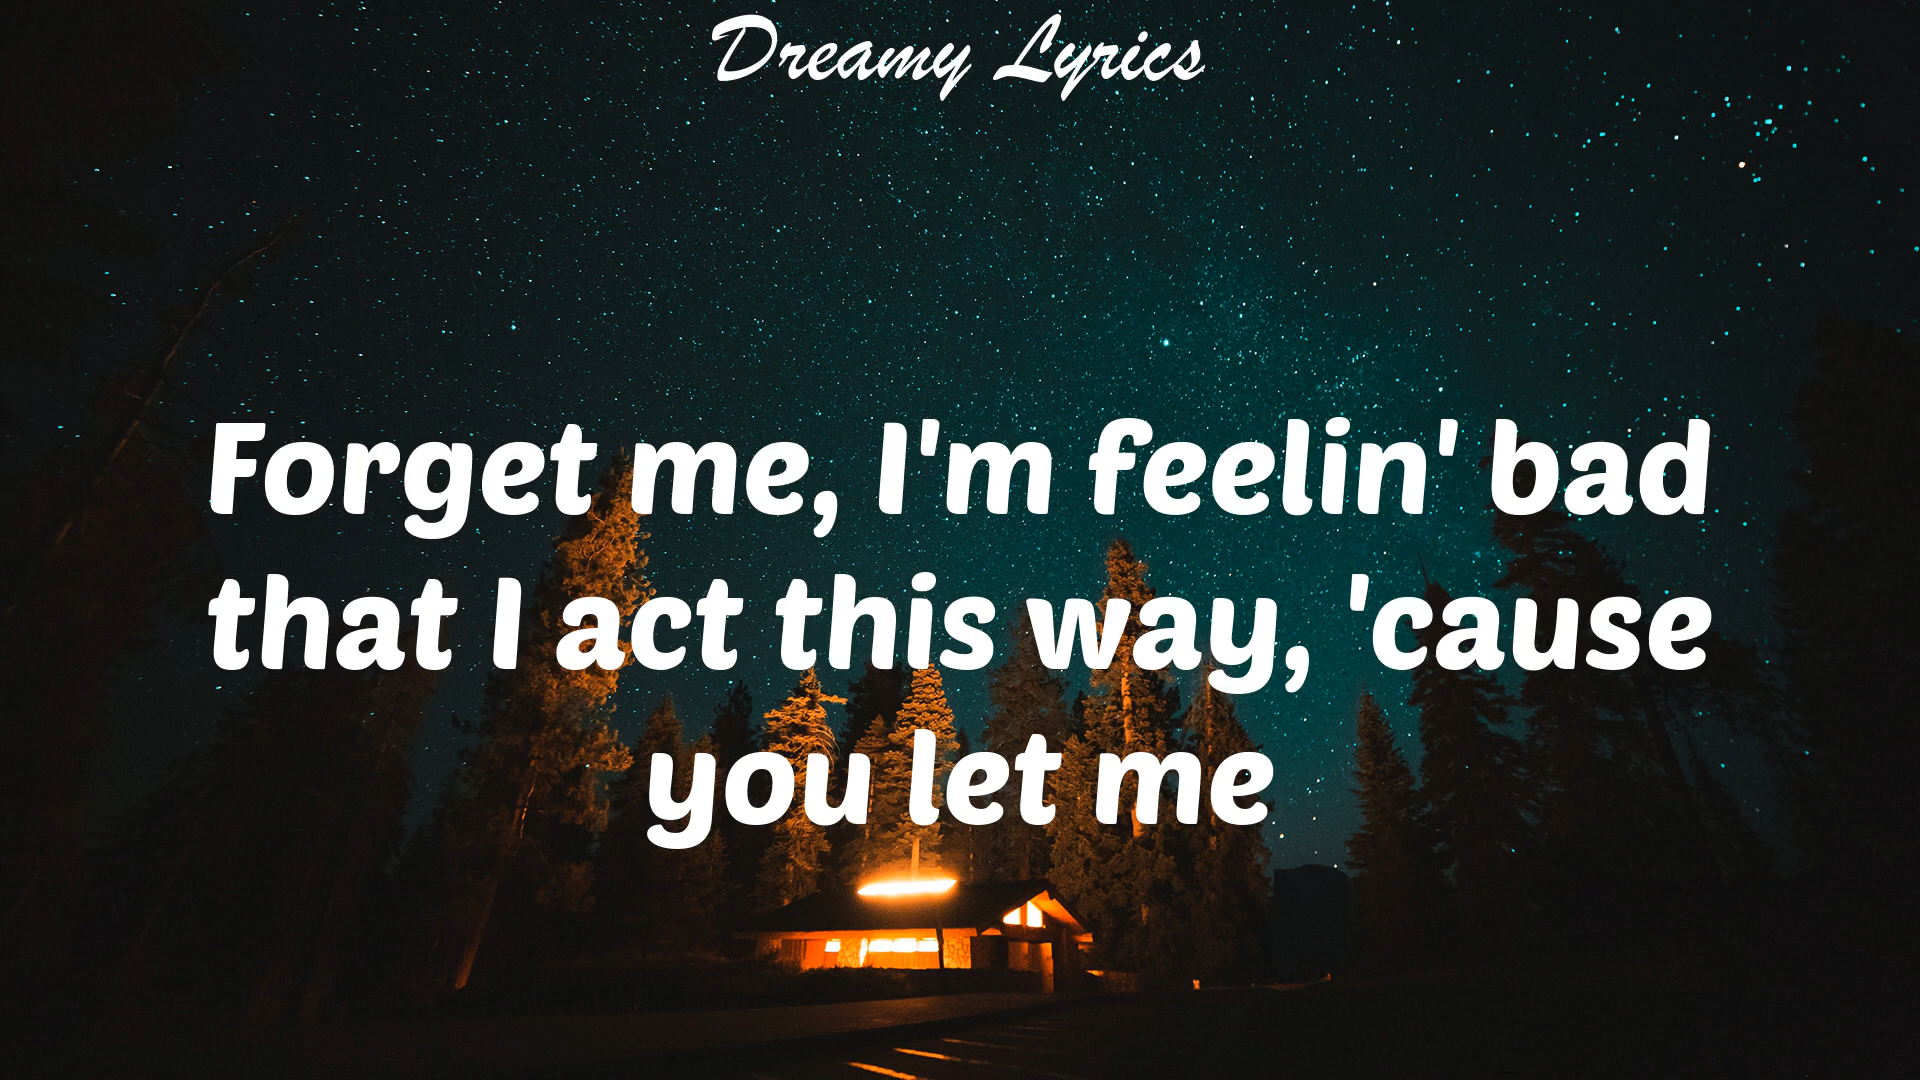 Dreamy Lyrics
Forget me, I'm feelin' bad
that I act this way, 'cause
you let me